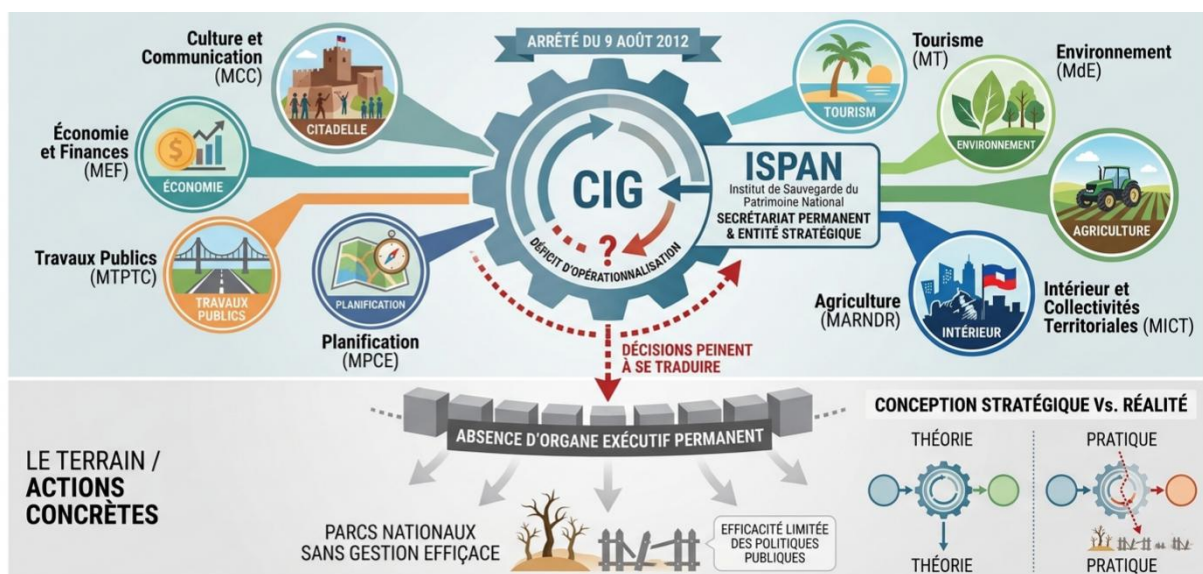 ARRÊTÉ DU 9 AOÛT 2012
Culture et
Communication
(MCC)
CITADELLE
Économie
et Finances
(MEF)
ÉCONOMIE
Travaux Publics
(MTPTC)
TRAVAUX
PUBLICS
PLANIFICATION
Planification
(MPCE)
CIG
?
DÉFICIT D'OPÉRATIONNALISATION
ISPAN
Institut de Sauvegarde du
Patrimoine National
SECRÉTARIAT PERMANENT
& ENTITÉ STRATÉGIQUE
Tourisme
(MT)
TOURISM
Environnement
(MdE)
ENVIRONNEMENT
AGRICULTURE
Agriculture
(MARNDR)
INTÉRIEUR
Intérieur et
Collectivités
Territoriales (MICT)
DÉCISIONS PEINENT
À SE TRADUIRE
ABSENCE D'ORGANE EXÉCUTIF PERMANENT
LE TERRAIN /
ACTIONS
CONCRÈTES
PARCS NATIONAUX
SANS GESTION EFFIÇACE
EFFICACITÉ LIMITÉE
DES POLITIQUES
PUBLIQUES
CONCEPTION STRATÉGIQUE Vs. RÉALITÉ
THÉORIE
PRATIQUE
THÉORIE
PRATIQUE